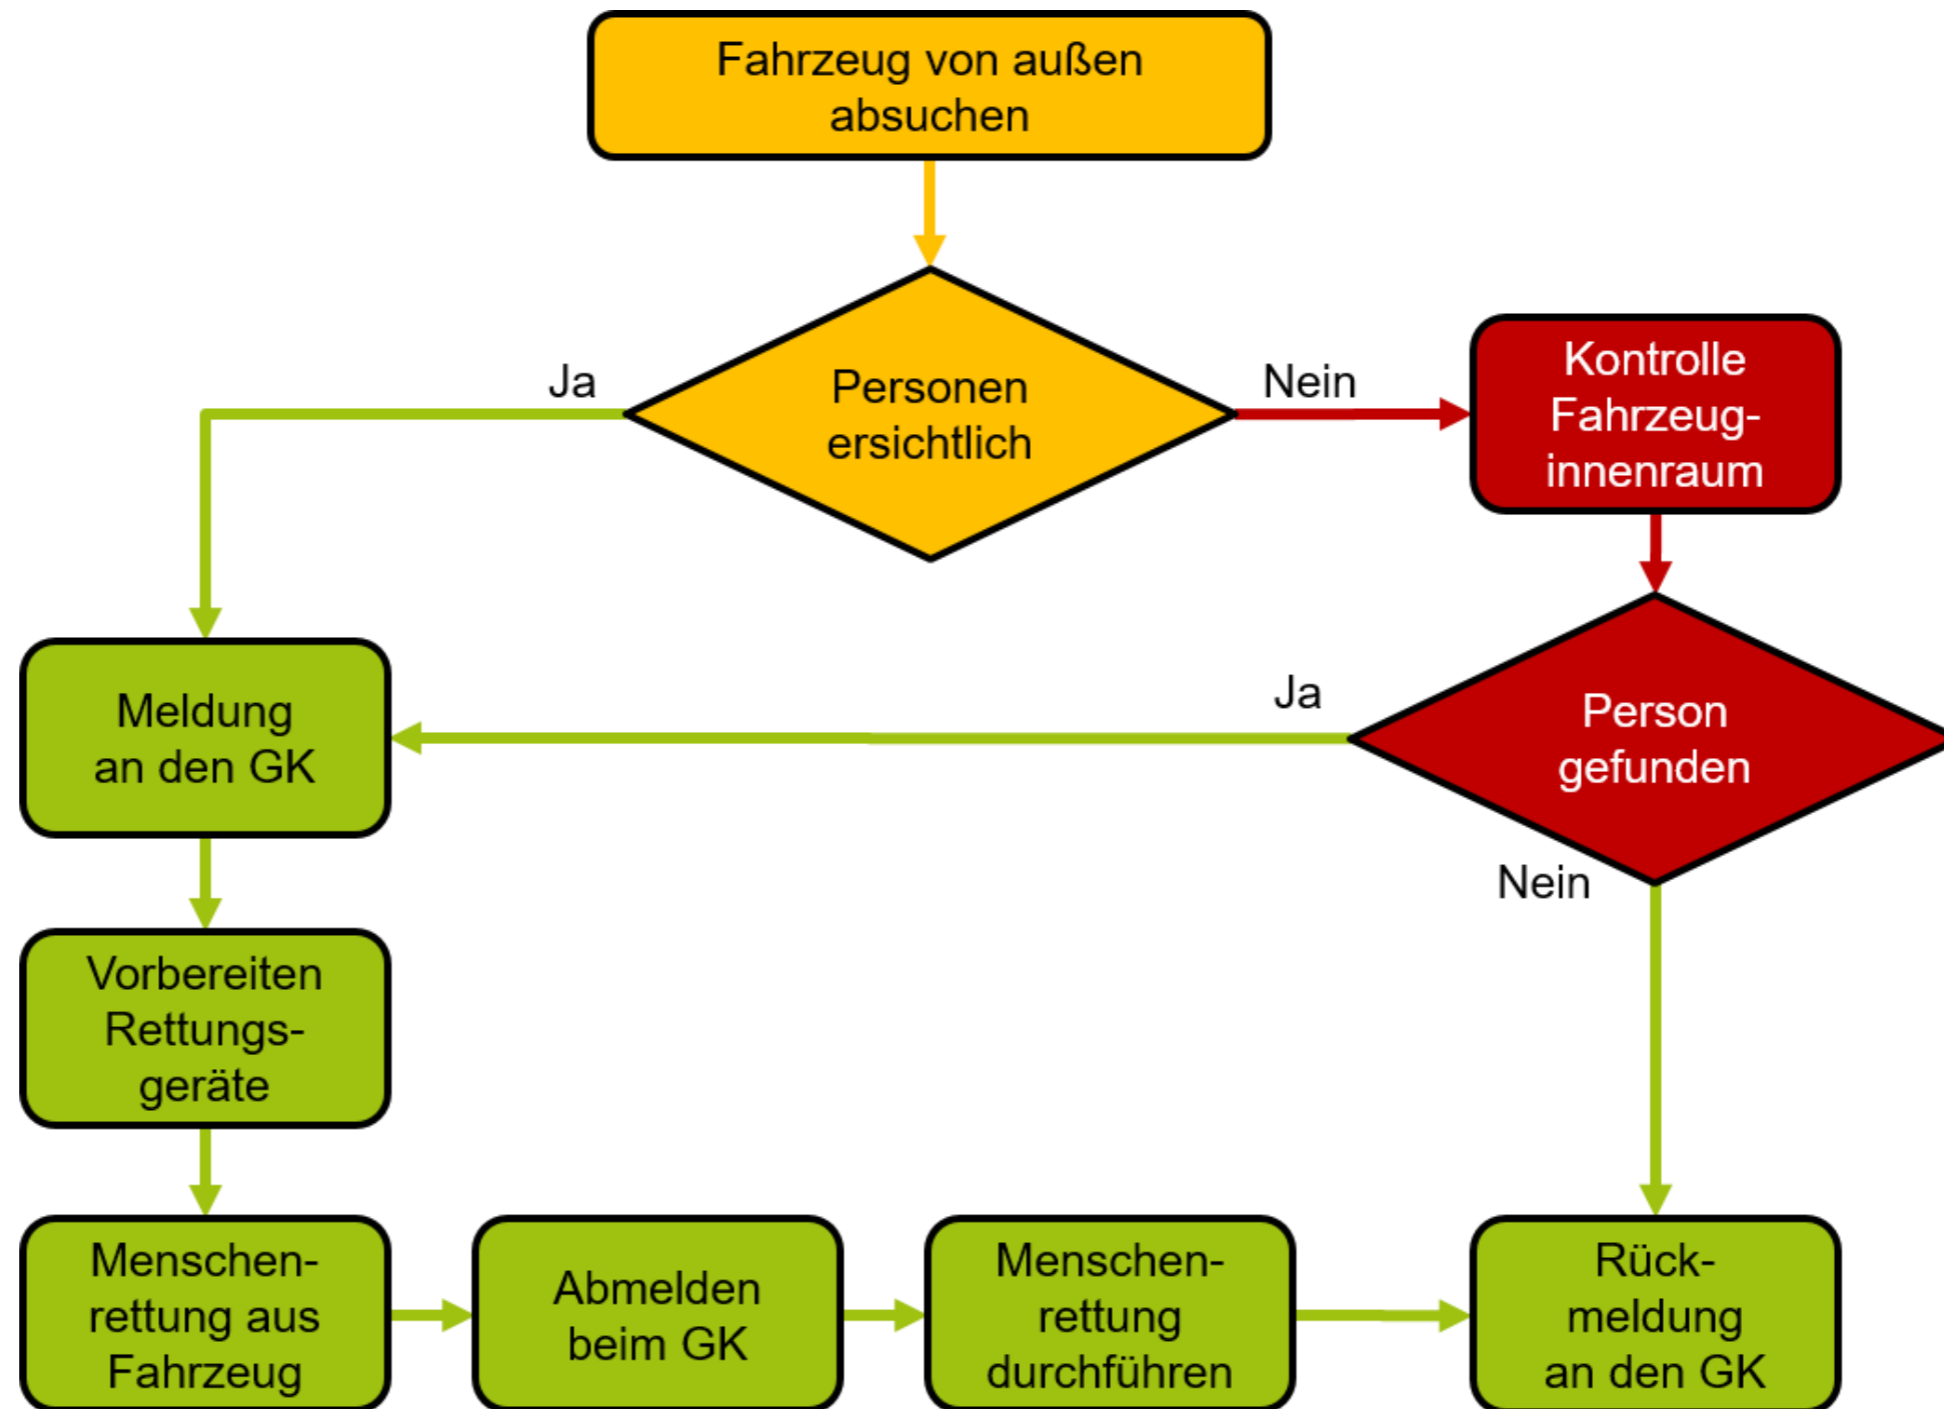 Fahrzeug von außen
absuchen
Ja
Personen
ersichtlich
Nein
Kontrolle
Fahrzeug-
innenraum
Meldung
an den GK
Ja
Person
gefunden
Nein
Vorbereiten
Rettungs-
geräte
Menschen-
rettung aus
Fahrzeug
Abmelden
beim GK
Menschen-
rettung
durchführen
Rück-
meldung
an den GK